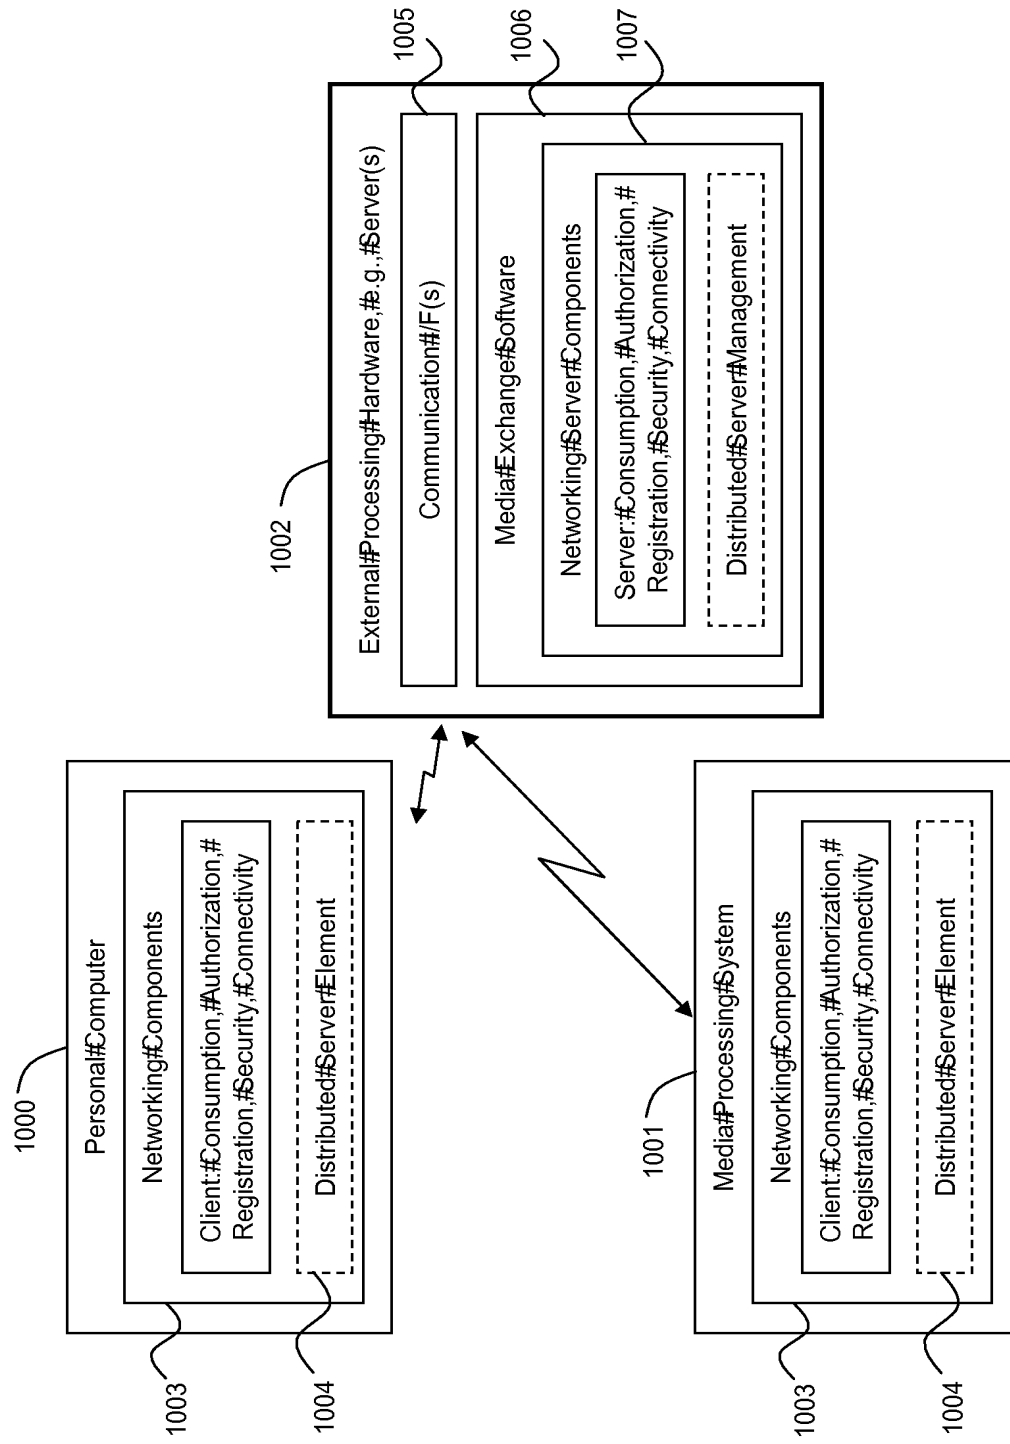 1000
Personal#Computer
Networking#Components
Client:#Consumption,#Authorization,#
Registration,#Security,#Connectivity
Distributed#Server#Element
1003
1004
1002
External#Processing#Hardware,#e.g.,#Server(s)
Communication#I/F(s)
Media#Exchange#Software
Networking#Server#Components
Server:#Consumption,#Authorization,#
Registration,#Security,#Connectivity
Distributed#Server#Management
1005
1006
1007
1001
Media#Processing#System
Networking#Components
Client:#Consumption,#Authorization,#
Registration,#Security,#Connectivity
Distributed#Server#Element
1003
1004